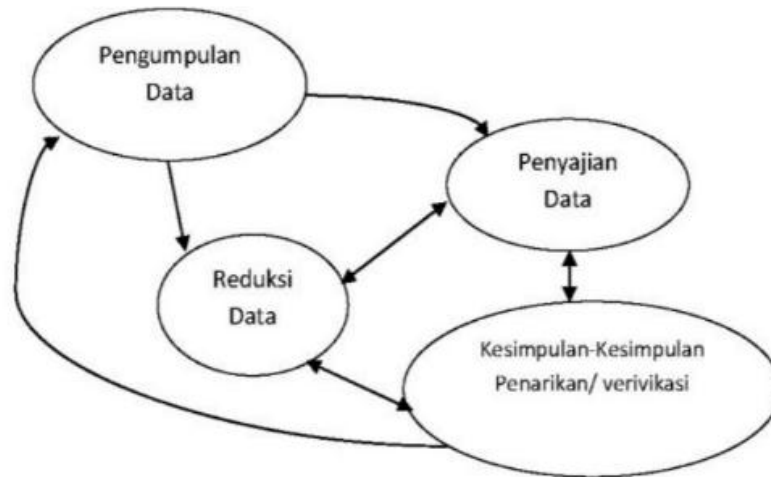 Pengumpulan
Data
Penyajian
Data
Reduksi
Data
Kesimpulan-Kesimpulan
Penarikan/ verivikasi